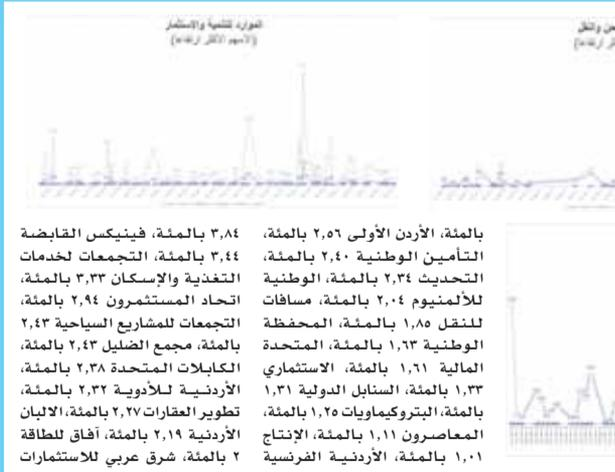 الموارد للتنمية والاستثمار
(الأسهم الأكثر ارتفاعا)
بالمئة، الأردن الأولى ٢,٥٦ بالمئة،
التأمين الوطنية ٢,٤٠ بالمئة،
التحديث ٢,٣٤ بالمئة، الوطنية
للألمنيوم ٢,٠٤ بالمئة، مسافات
للنقل ١,٨٥ بالمئة، المحفظة
الوطنية ١,٦٣ بالمئة، المتحدة
المالية ١,٦١ بالمئة، الاستثماري
١,٣٣ بالمئة، السنابل الدولية ١,٣١
بالمئة، البتروكيماويات ١,٢٥ بالمئة،
المعاصرون ١,١١ بالمئة، الإنتاج
١,٠١ بالمئة، الأردنية الفرنسية
٣,٨٤ بالمئة، فينيكس القابضة
٣,٤٤ بالمئة، التجمعات لخدمات
التغذية والإسكان ٣,٣٣ بالمئة،
اتحاد المستثمرون ٢,٩٤ بالمئة،
التجمعات للمشاريع السياحية ٢,٤٣
بالمئة، مجمع الضليل ٢,٤٣ بالمئة،
الكابلات المتحدة ٢,٣٨ بالمئة،
الأردنية للأدوية ٢,٣٢ بالمئة،
تطوير العقارات ٢,٢٧ بالمئة، الالبان
الأردنية ٢,١٩ بالمئة، آفاق للطاقة
٢ بالمئة، شرق عربي للاستثمارات